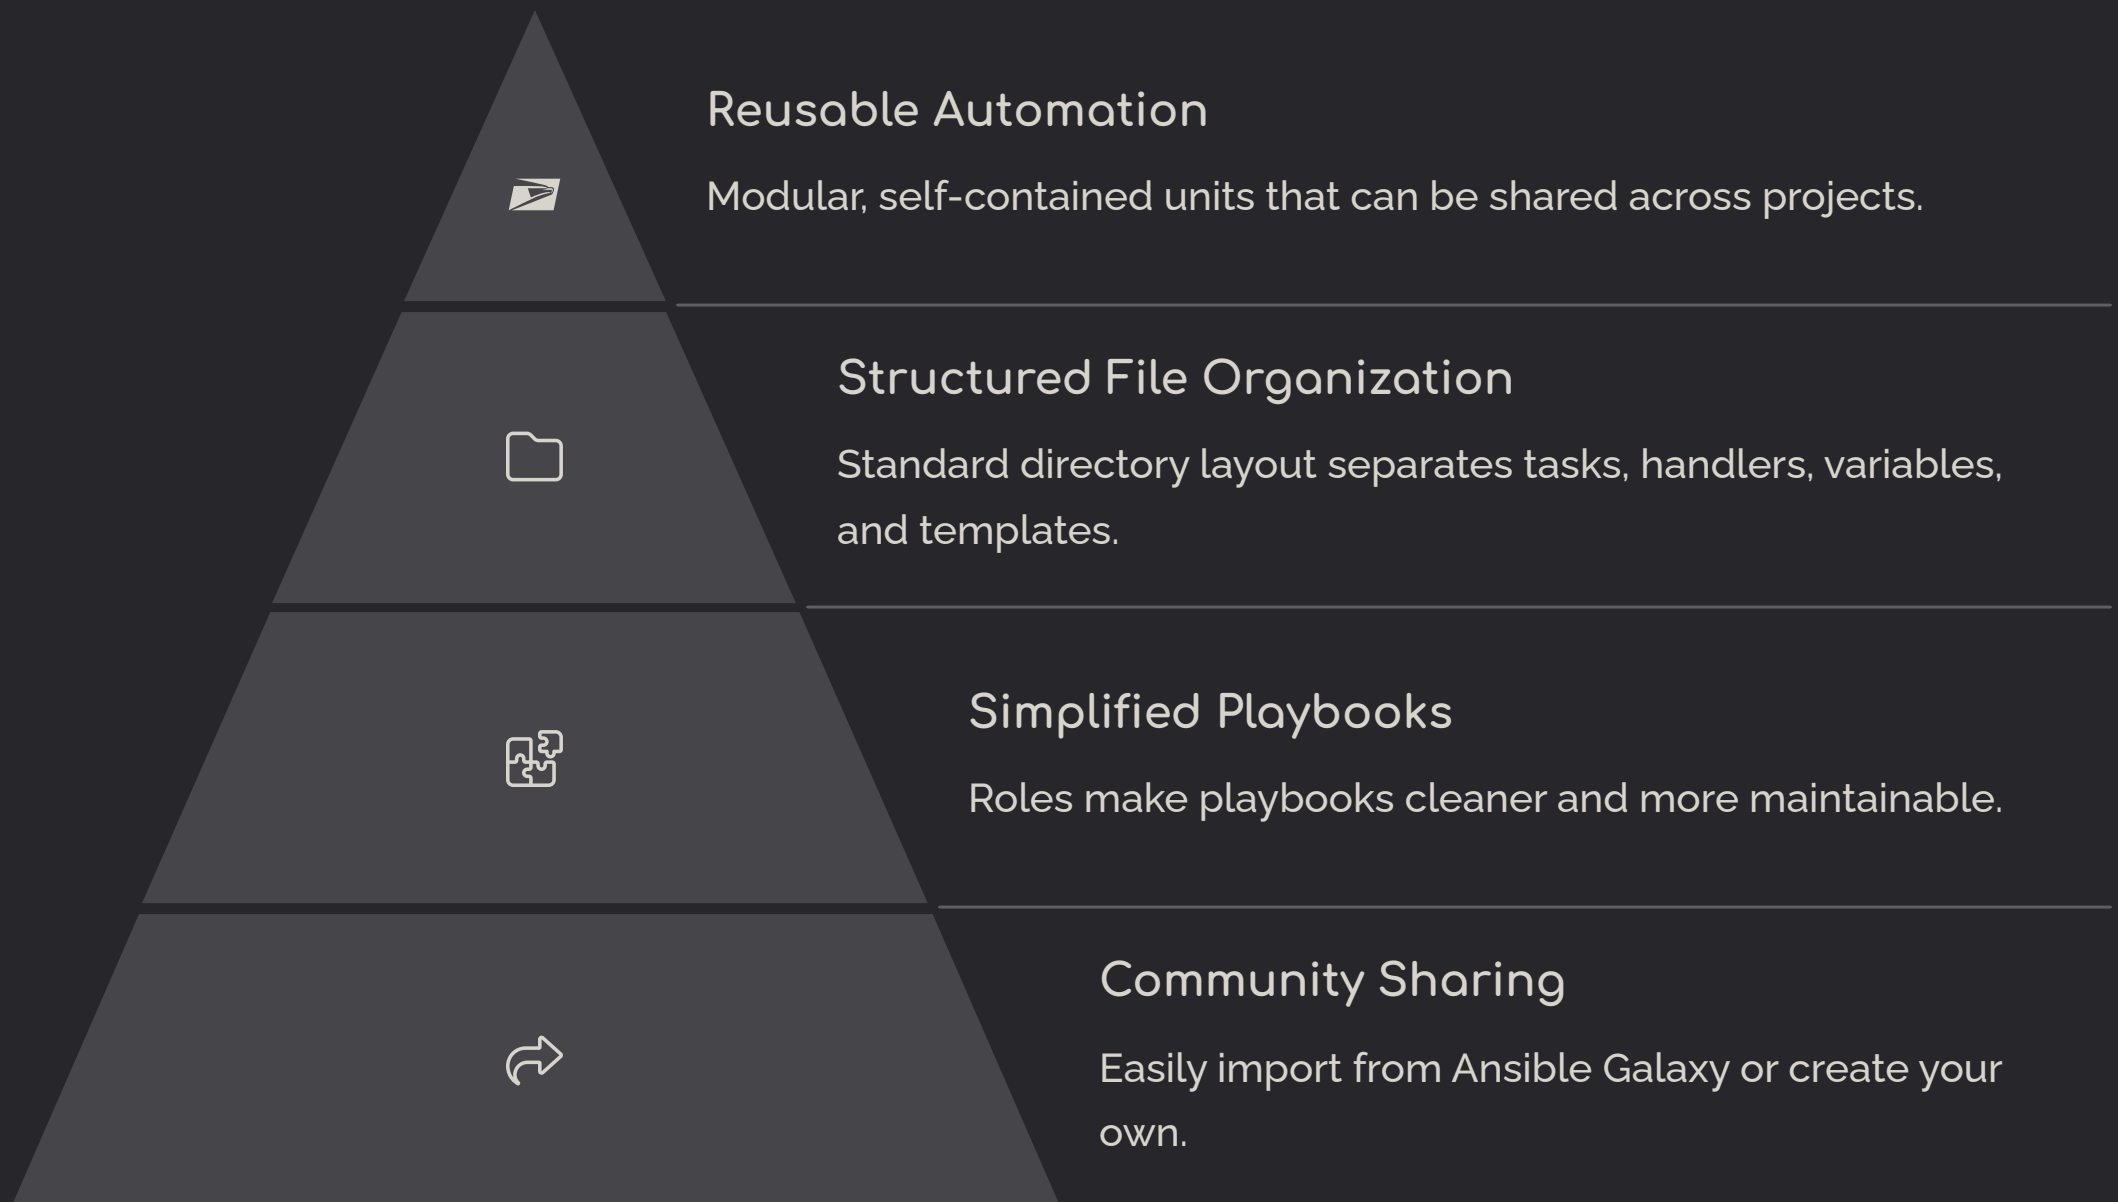 Reusable Automation
Modular, self-contained units that can be shared across projects.
Structured File Organization
Standard directory layout separates tasks, handlers, variables,
and templates.
Simplified Playbooks
Roles make playbooks cleaner and more maintainable.
Community Sharing
Easily import from Ansible Galaxy or create your
own.